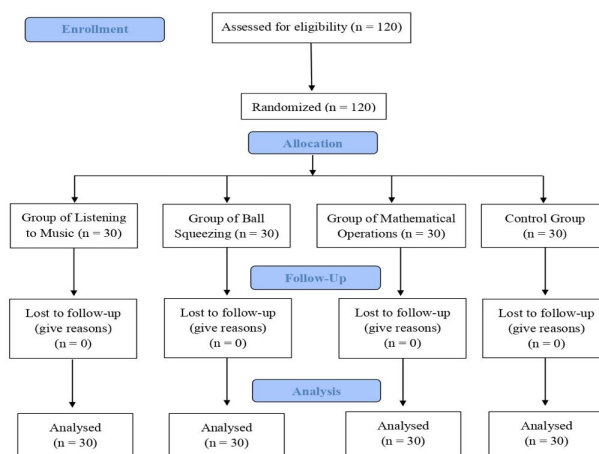 Enrollment
Assessed for eligibility (n = 120)
Randomized (n = 120)
Allocation
Group of Listening
to Music (n = 30)
Group of Ball
Squeezing (n = 30)
Group of Mathematical
Operations (n = 30)
Control Group
(n = 30)
Follow-Up
Lost to follow-up
(give reasons)
(n = 0)
Lost to follow-up
(give reasons)
(n = 0)
Lost to follow-up
(give reasons)
(n = 0)
Lost to follow-up
(give reasons)
(n = 0)
Analysis
Analysed
(n = 30)
Analysed
(n = 30)
Analysed
(n = 30)
Analysed
(n = 30)